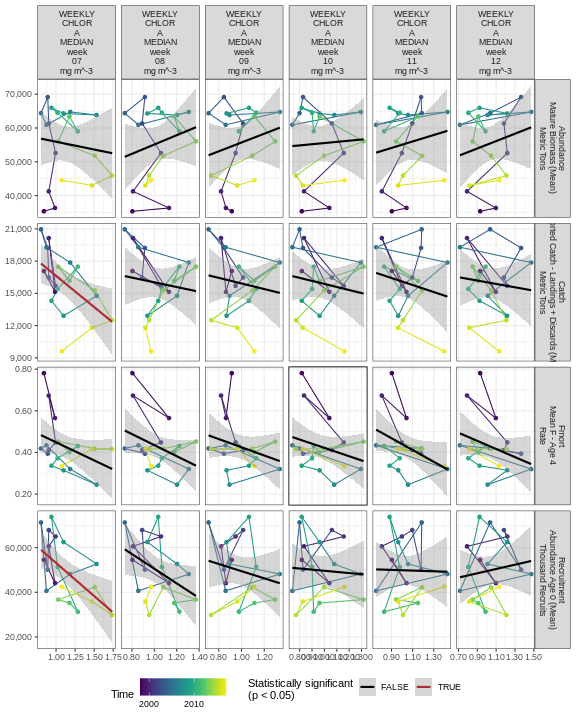 WEEKLY WEEKLY WEEKLY WEEKLY WEEKLY WEEKLY
CHLOR CHLOR CHLOR CHLOR CHLOR CHLOR
A A A A A A
MEDIAN MEDIAN MEDIAN MEDIAN MEDIAN MEDIAN
week week week week week week
07 08 09 10 11 12
mg m^-3 mg m^-3 mg m^-3 mg m^-3 mg m^-3 mg m^-3
70,000
60,000
50,000
40,000
Abundance
Mature Biomass (Mean)
Metric Tons
21,000
18,000
15,000
12,000
9,000
Catch
Catch - Landings + Discards
Metric Tons
0.80
0.60
0.40
0.20
Fmort
Mean F - Age 4
Rate
60,000
40,000
20,000
Recruitment
Abundance Age 0 (Mean)
Thousand Recruits
1.00 1.25 1.50 1.75 0.80 1.00 1.20 1.40 0.80 1.00 1.20 0.90 1.10 1.30 0.70 0.90 1.10 1.30 1.50
Time
2000 2010
Statistically significant
(p < 0.05)
FALSE TRUE